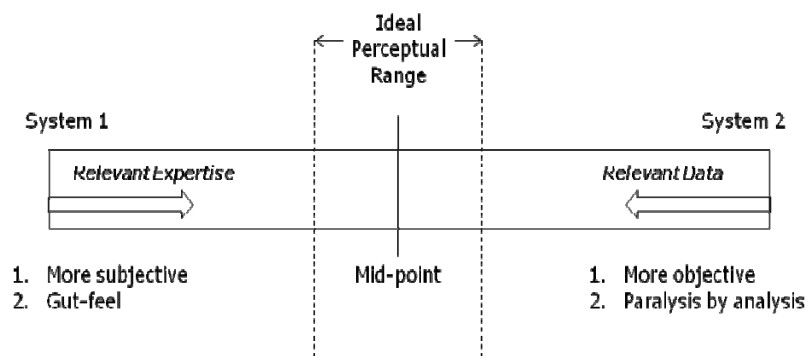 Ideal
Perceptual
Range
System 1
System 2
Relevant Expertise
Relevant Data
1. More subjective
2. Gut-feel
Mid-point
1. More objective
2. Paralysis by analysis